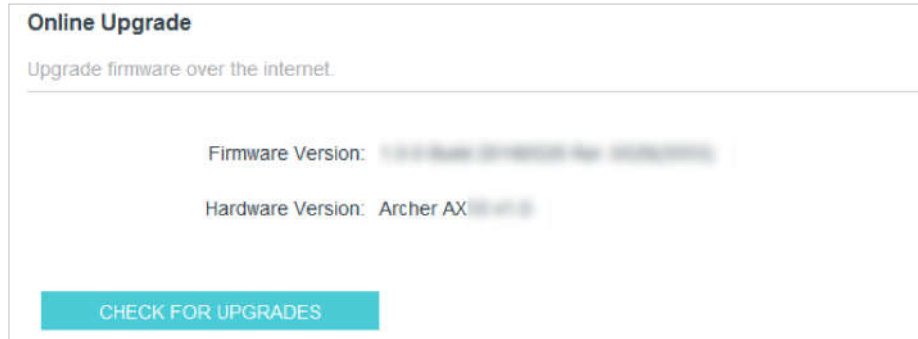 Online Upgrade
Upgrade firmware over the internet.
Firmware Version:
Hardware Version: Archer AX
CHECK FOR UPGRADES